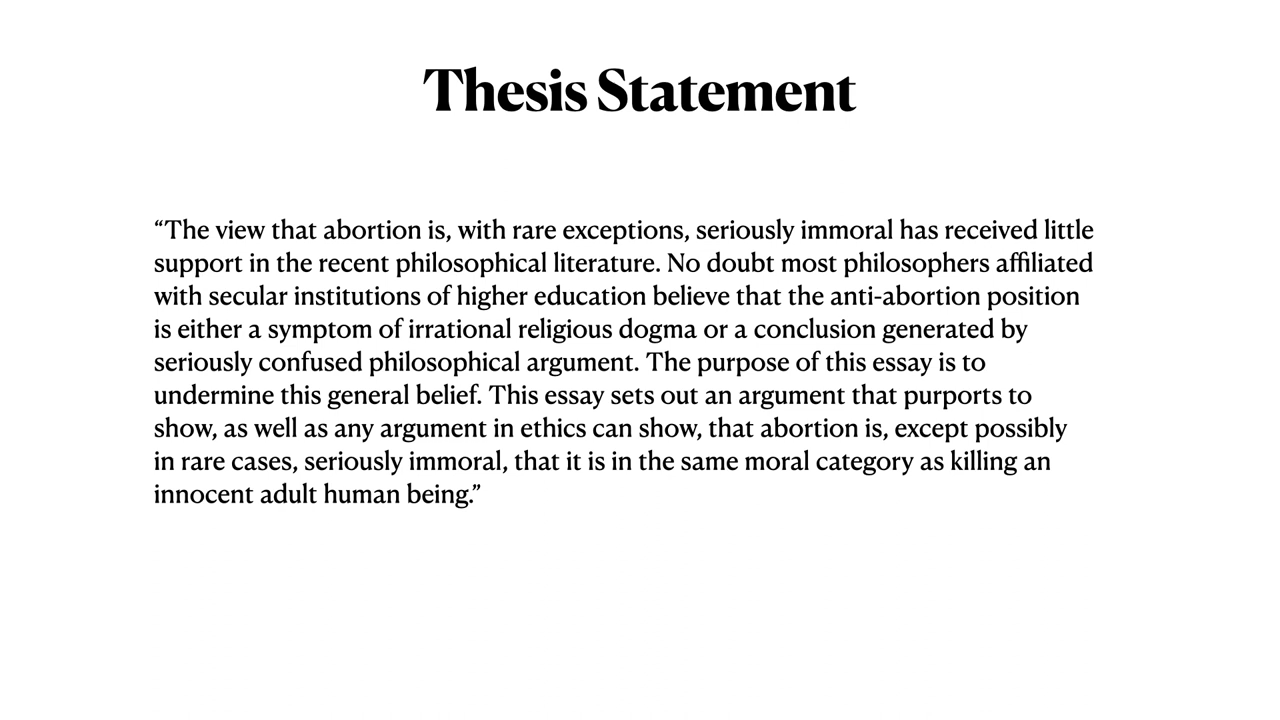 Thesis Statement
“The view that abortion is, with rare exceptions, seriously immoral has received little
support in the recent philosophical literature. No doubt most philosophers affiliated
with secular institutions of higher education believe that the anti-abortion position
is either a symptom of irrational religious dogma or a conclusion generated by
seriously confused philosophical argument. The purpose of this essay is to
undermine this general belief. This essay sets out an argument that purports to
show, as well as any argument in ethics can show, that abortion is, except possibly
in rare cases, seriously immoral, that it is in the same moral category as killing an
innocent adult human being.”